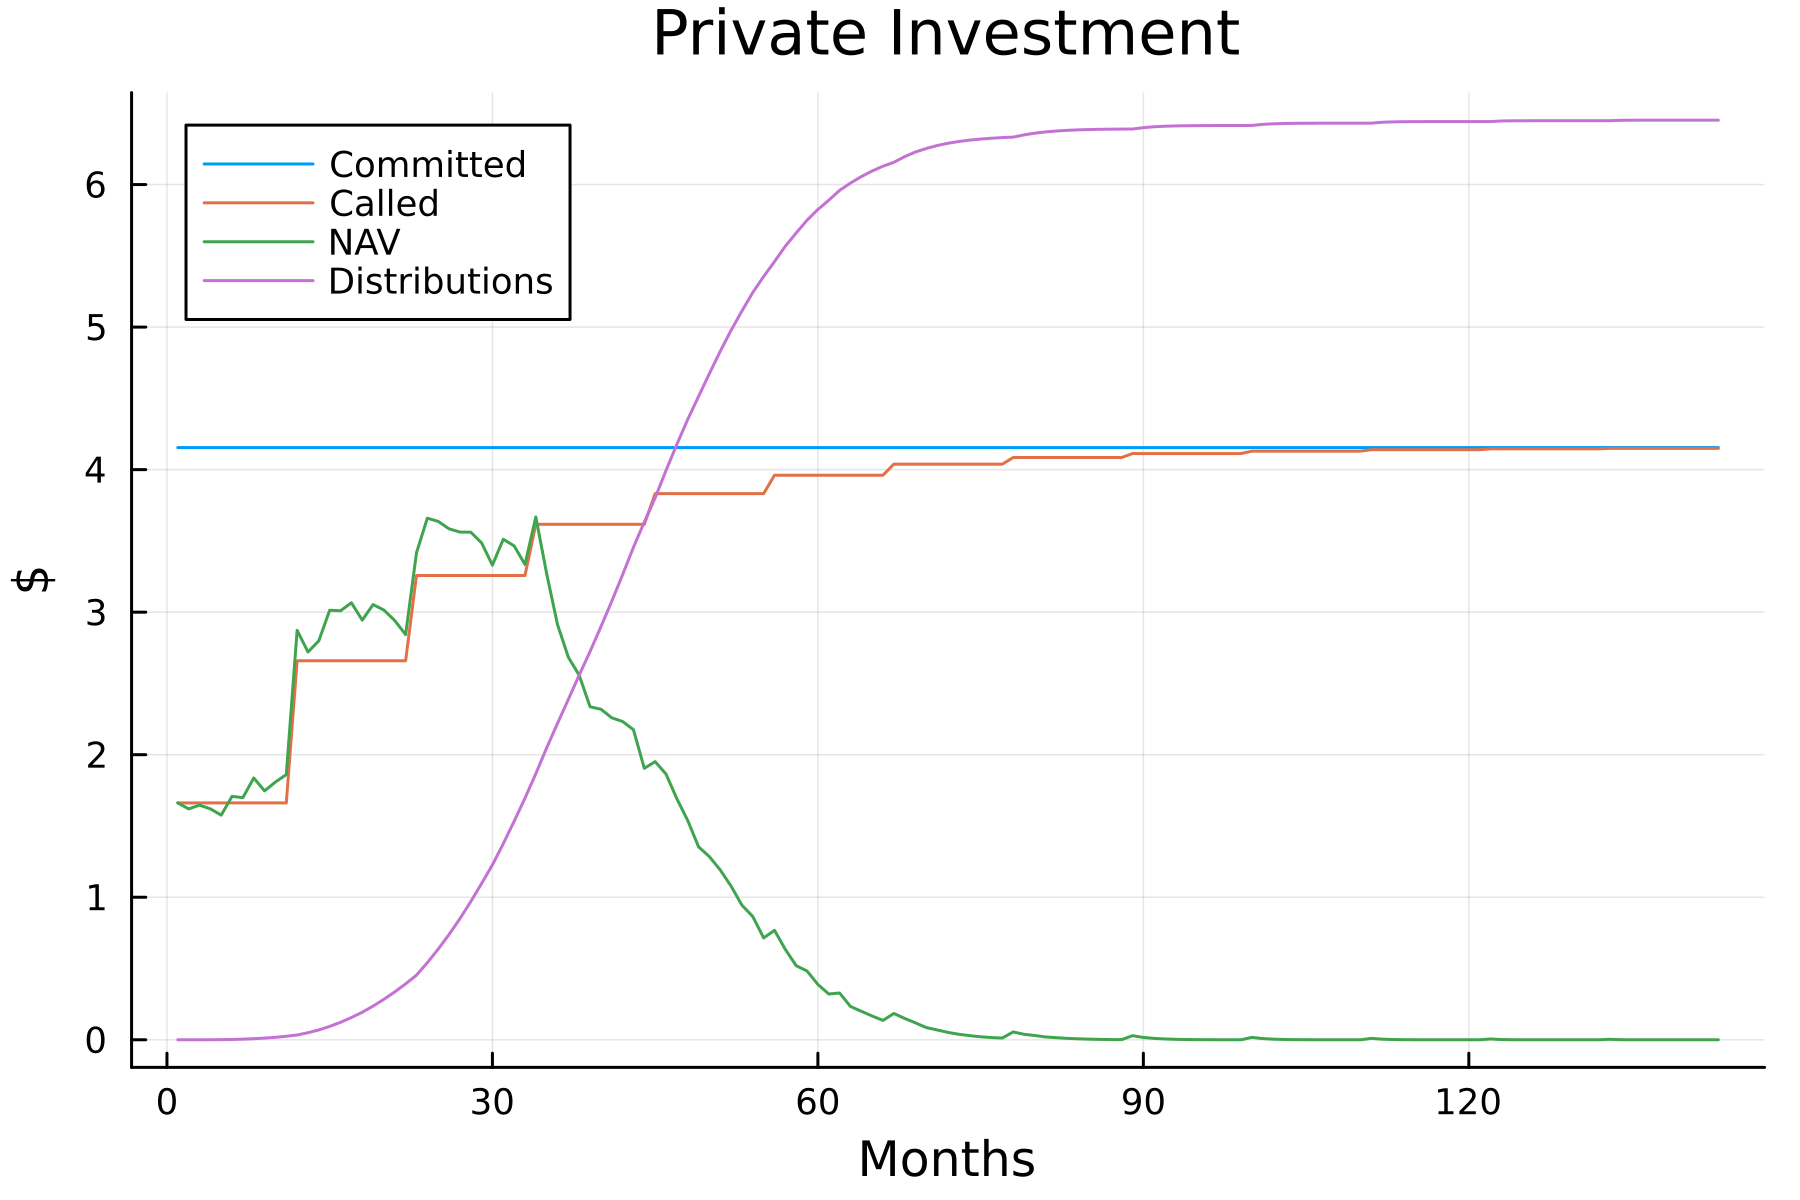 Private Investment
Committed
Called
NAV
Distributions
6
5
4
3
2
1
0
$
0 30 60 90 120
Months